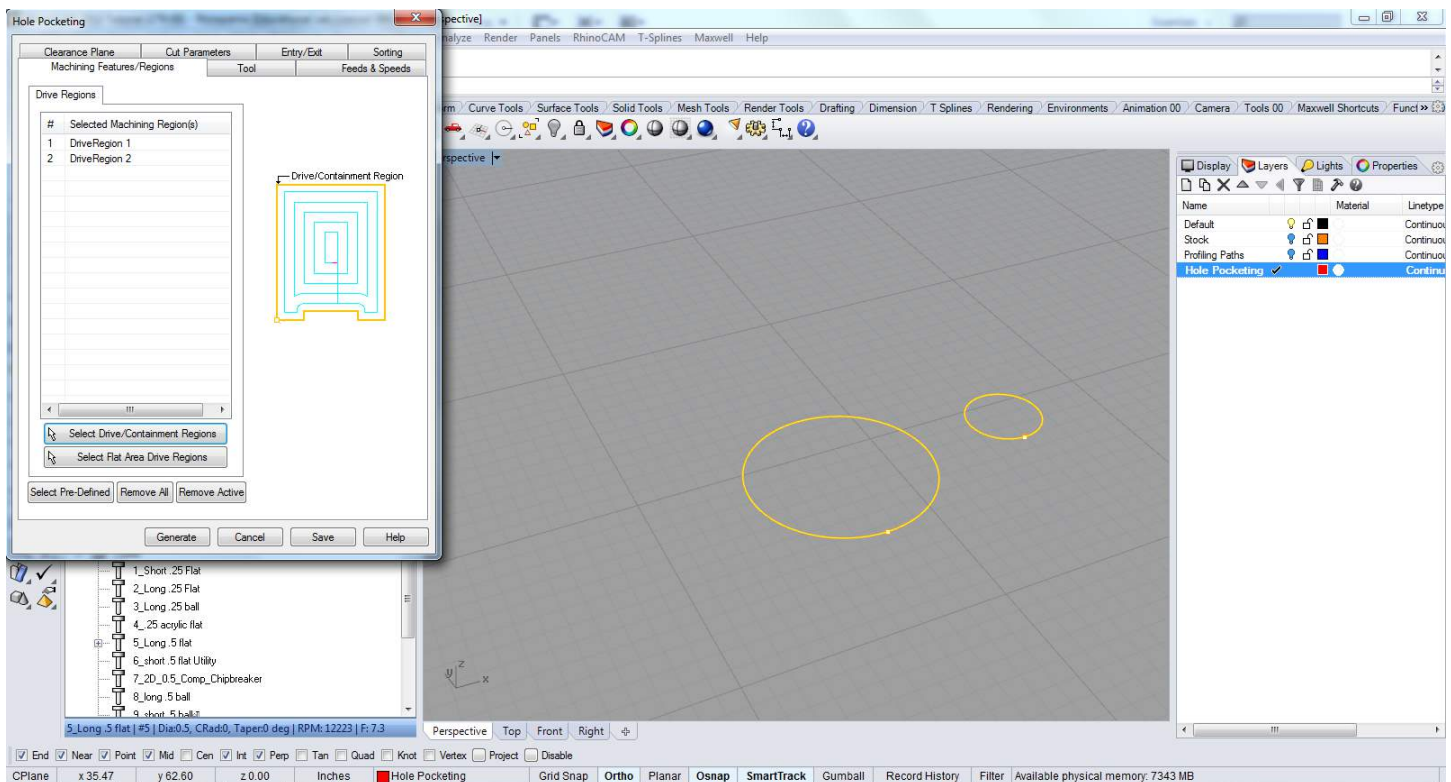 Hole Pocketing
Clearance Plane Cut Parameters Entry/Exit Sorting
Machining Features/Regions Tool Feeds & Speeds
Drive Regions
# Selected Machining Region(s)
1 DriveRegion 1
2 DriveRegion 2
Drive/Containment Region
Select Drive/Containment Regions
Select Flat Area Drive Regions
Select Pre-Defined Remove All Remove Active
Generate Cancel Save Help
spective]
nalyze Render Panels RhinoCAM T-Splines Maxwell Help
rm Curve Tools Surface Tools Solid Tools Mesh Tools Render Tools Drafting Dimension T Splines Rendering Environments Animation 00 Camera Tools 00 Maxwell Shortcuts Funct »
rspective
Display Layers Lights Properties
Name Material Linetype
Default Continuou
Stock Continuou
Profiling Paths Continuou
Hole Pocketing Continu
1_Short .25 Flat
2_Long .25 Flat
3_Long .25 ball
4_.25 acrylic flat
5_Long .5 flat
6_short .5 flat Utility
7_2D_0.5_Comp_Chipbreaker
8_long .5 ball
5_Long .5 flat | #5 | Dia:0.5, CRad:0, Taper:0 deg | RPM: 12223 | F: 7.3
z
y x
Perspective Top Front Right
End Near Point Mid Cen Int Perp Tan Quad Knot Vertex Project Disable
CPlane x 35.47 y 62.60 z 0.00 Inches Hole Pocketing Grid Snap Ortho Planar Osnap SmartTrack Gumball Record History Filter Available physical memory: 7343 MB